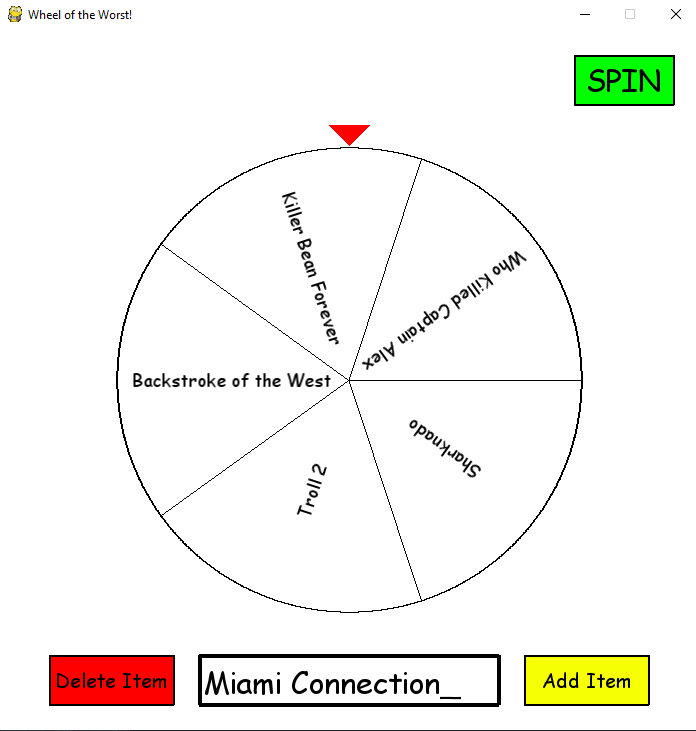 Wheel of the Worst!
SPIN
Killer Bean Forever
Who Killed Captain Alex
Backstroke of the West
Sharknado
Troll 2
Delete Item
Miami Connection_
Add Item